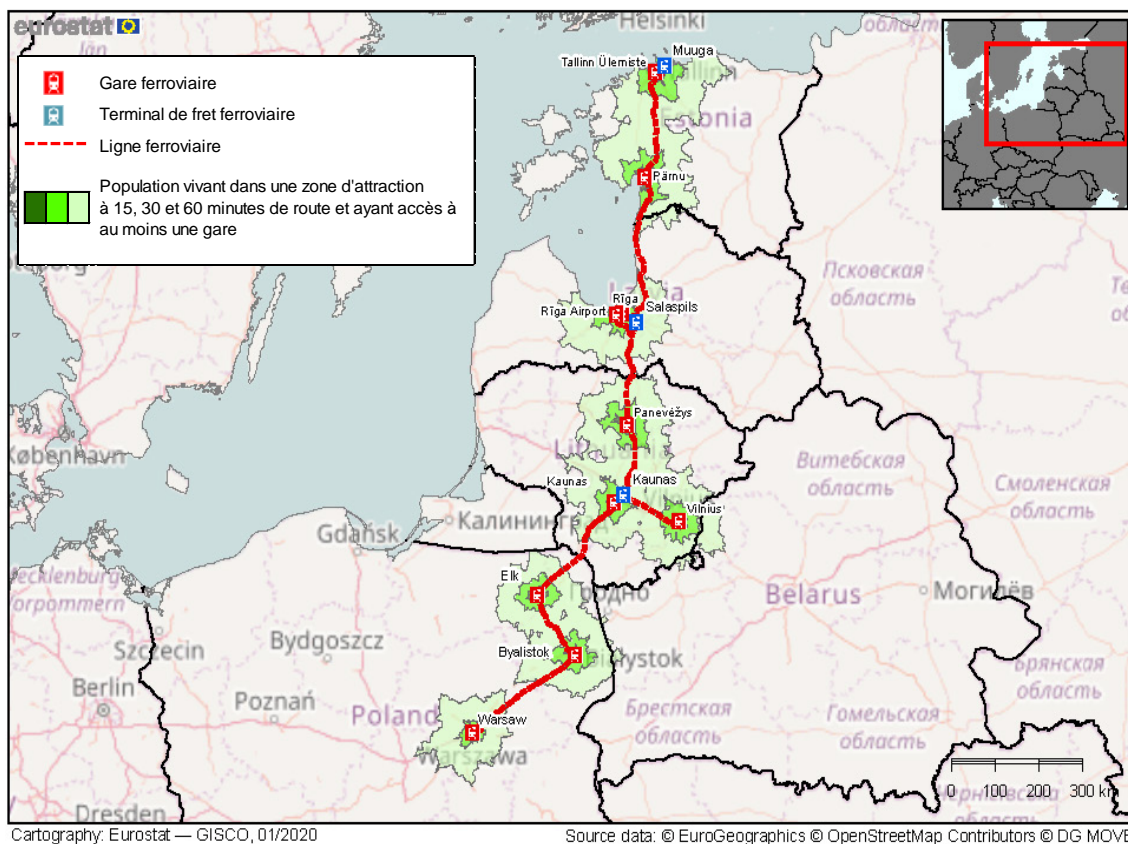 eurostat
Gare ferroviaire
Terminal de fret ferroviaire
Ligne ferroviaire
Population vivant dans une zone d'attraction
à 15, 30 et 60 minutes de route et ayant accès à
au moins une gare
Helsinki
Muuga
Tallinn Ülemiste
Estonia
Pärnu
Псковская
область
Rīga
Rīga Airport
Salaspils
Panevėžys
Lithuania
København
Витебская
область
Смоленская
область
Kaunas
Kaunas
Vilnius
Vilnius
Gdańsk
Калининград
Elk
Гродно
Belarus
Могилёв
Byalistok
Białystok
Szczecin
Bydgoszcz
Брянская
область
Berlin
Poznań
Poland
Warsaw
Warszawa
Брестская
область
Гомельская
область
Dresden
0 100 200 300 km
Cartography: Eurostat — GISCO, 01/2020
Source data: © EuroGeographics © OpenStreetMap Contributors © DG MOVE